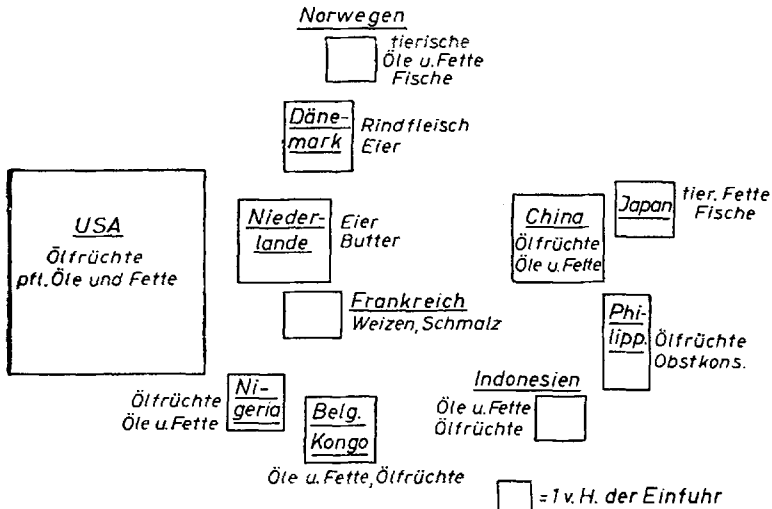 Norwegen
tierische
Öle u. Fette
Fische
Däne-
mark
Rindfleisch
Eier
USA
Ölfrüchte
pfl. Öle und Fette
Nieder-
lande
Eier
Butter
Frankreich
Weizen, Schmalz
China
Ölfrüchte
Öle u. Fette
Japan
tier. Fette
Fische
Phi-
lipp.
Ölfrüchte
Obstkons.
Ni-
geria
Ölfrüchte
Öle u. Fette
Belg.
Kongo
Öle u. Fette, Ölfrüchte
Indonesien
Öle u. Fette
Ölfrüchte
= 1 v. H. der Einfuhr